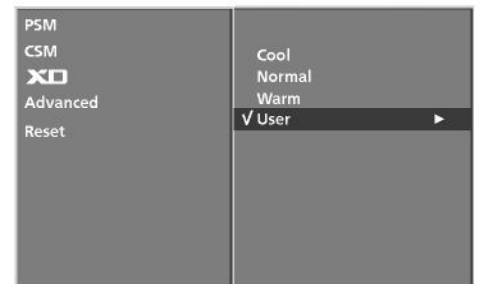 PSM
CSM
XD
Advanced
Reset
Cool
Normal
Warm
√ User ►